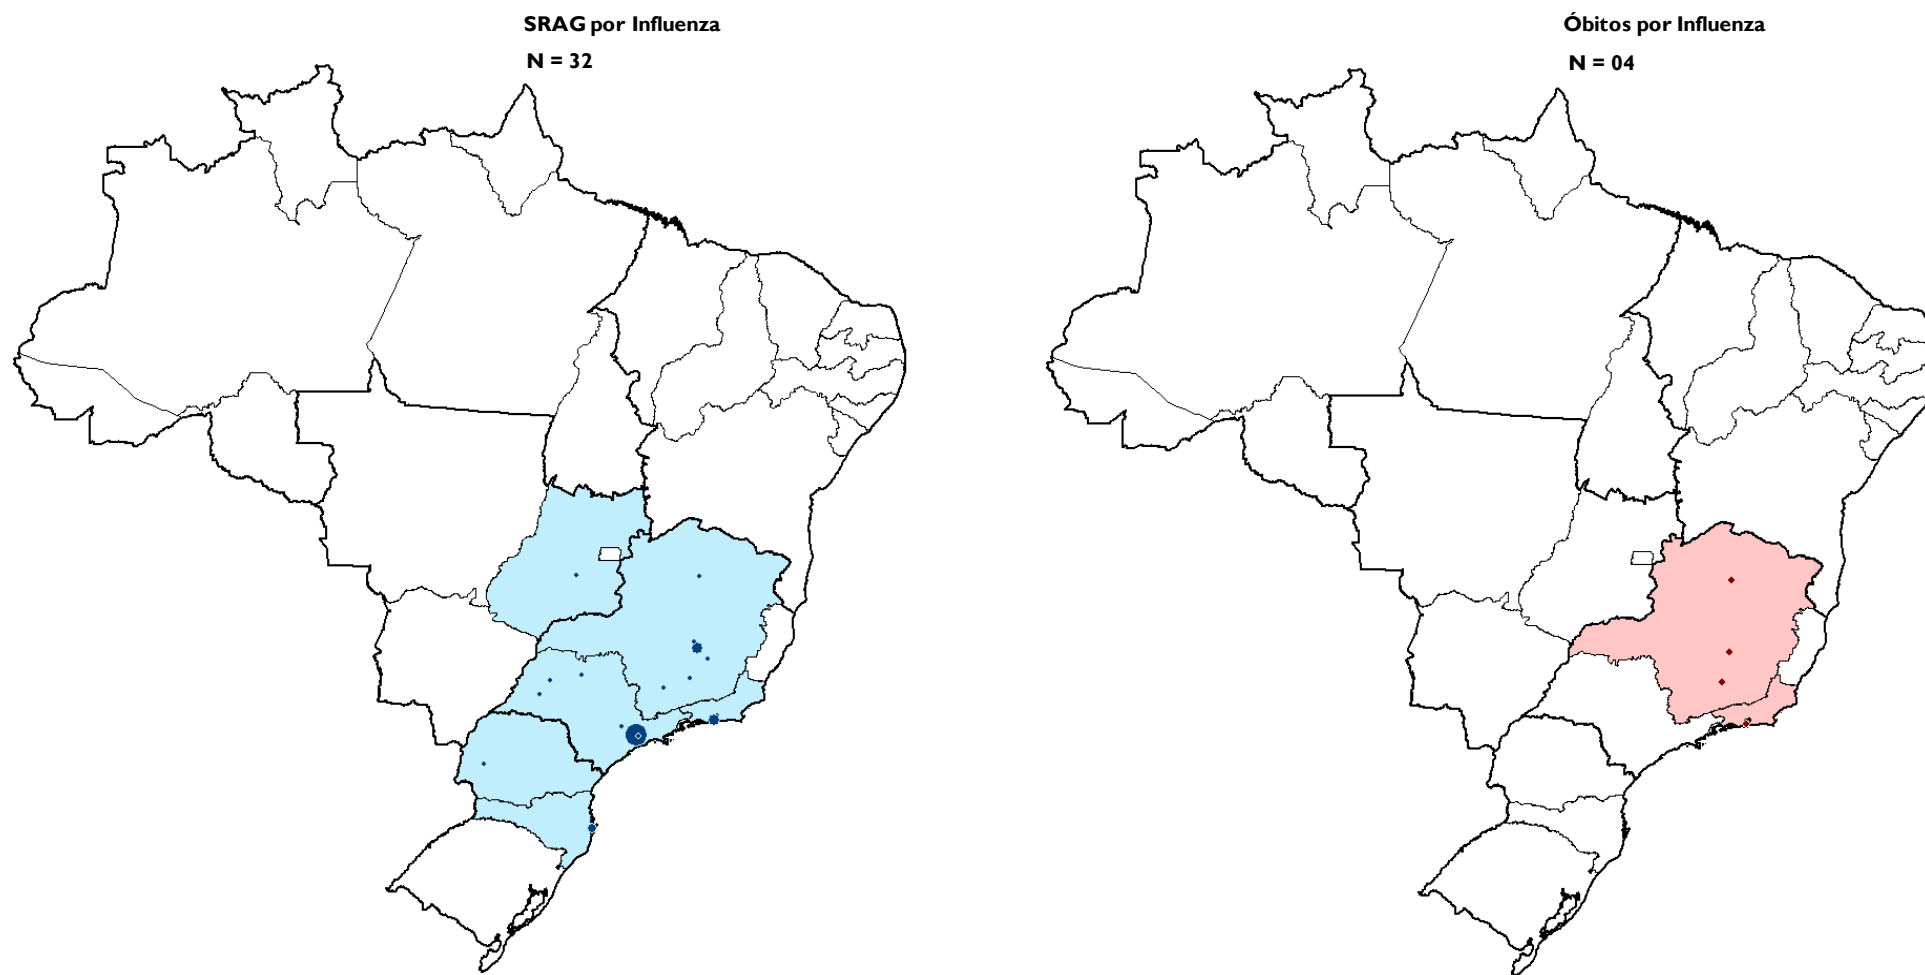 SRAG por Influenza
N = 32
Óbitos por Influenza
N = 04